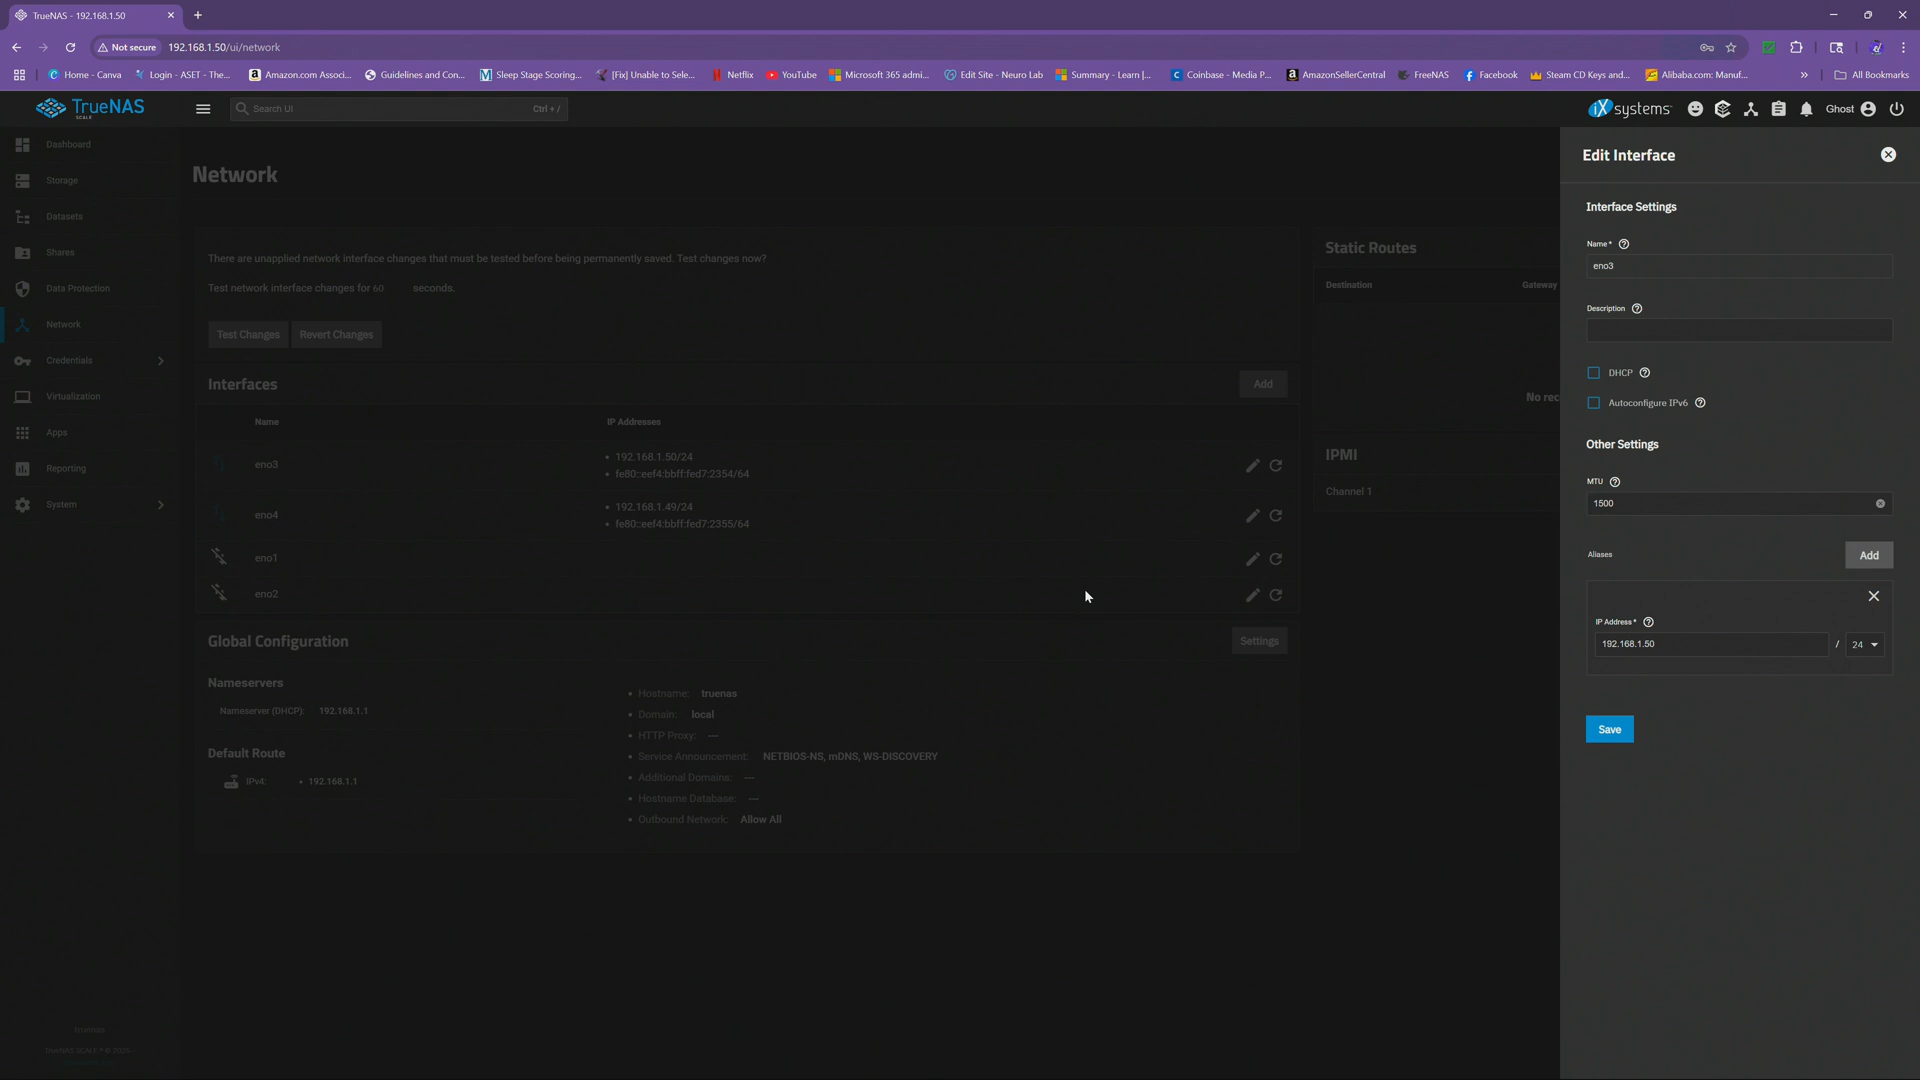 TrueNAS - 192.168.1.50
Not secure 192.168.1.50/ui/network
Home - Canva
Login - ASET - The...
Amazon.com Associ...
Guidelines and Con...
Sleep Stage Scoring...
[Fix] Unable to Sele...
Netflix
YouTube
Microsoft 365 admi...
Edit Site - Neuro Lab
Summary - Learn |...
Coinbase - Media P...
AmazonSellerCentral
FreeNAS
Facebook
Steam CD Keys and...
Alibaba.com: Manuf...
All Bookmarks
TrueNAS
SCALE
Search UI
Ctrl + /
iXsystems
Ghost
Dashboard
Storage
Datasets
Shares
Data Protection
Network
Credentials
Virtualization
Apps
Reporting
System
truenas
TrueNAS SCALE ® © 2025
Network
There are unapplied network interface changes that must be tested before being permanently saved. Test changes now?
Test network interface changes for 60 seconds.
Test Changes
Revert Changes
Interfaces
Add
Name
IP Addresses
eno3
192.168.1.50/24
fe80::eef4:bbff:fed7:2354/64
eno4
192.168.1.49/24
fe80::eef4:bbff:fed7:2355/64
eno1
eno2
Global Configuration
Settings
Nameservers
Nameserver (DHCP): 192.168.1.1
Default Route
IPv4: • 192.168.1.1
• Hostname: truenas
• Domain: local
• HTTP Proxy: ---
• Service Announcement: NETBIOS-NS, mDNS, WS-DISCOVERY
• Additional Domains: ---
• Hostname Database: ---
• Outbound Network: Allow All
Static Routes
Destination
Gateway
No rec
IPMI
Channel 1
Edit Interface
Interface Settings
Name *
eno3
Description
DHCP
Autoconfigure IPv6
Other Settings
MTU
1500
Aliases
Add
IP Address *
192.168.1.50 / 24
Save